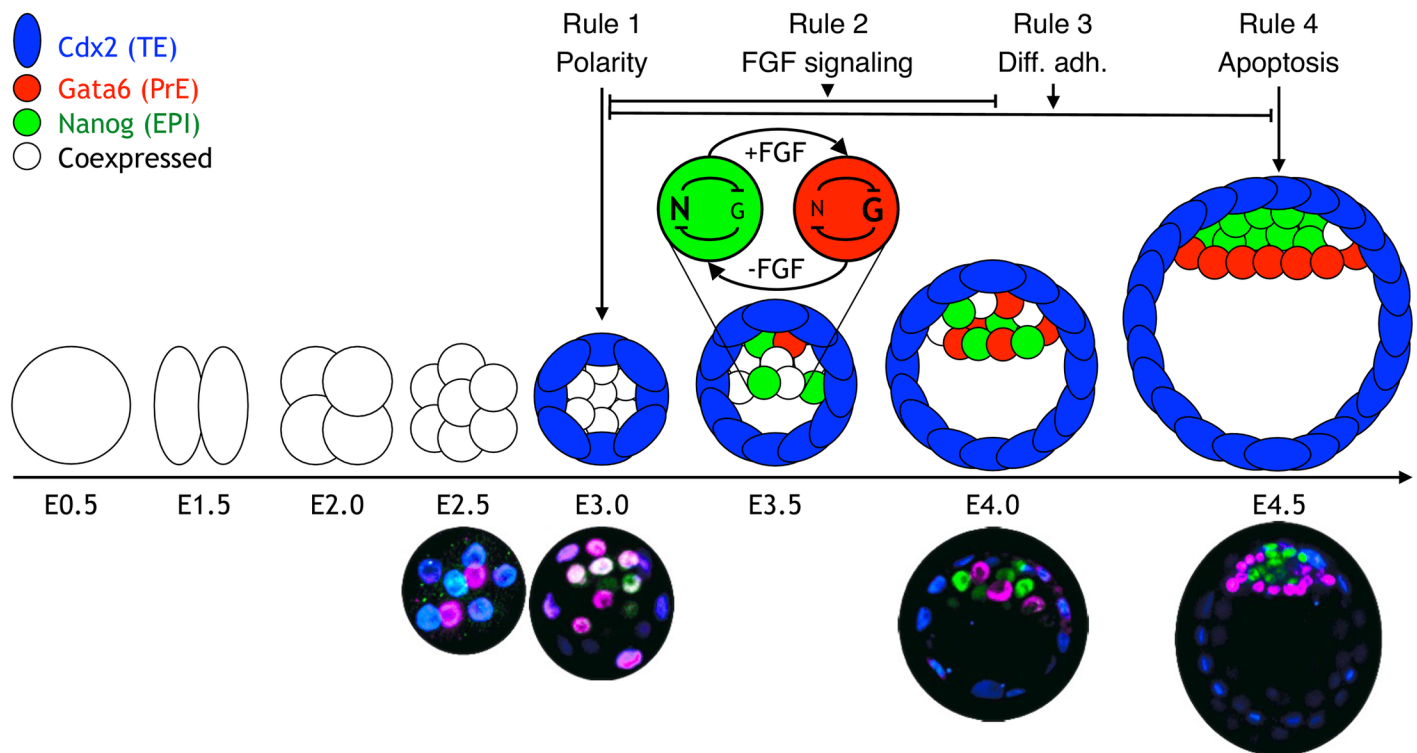 Cdx2 (TE)
Gata6 (PrE)
Nanog (EPI)
Coexpressed
Rule 1
Polarity
Rule 2
FGF signaling
Rule 3
Diff. adh.
Rule 4
Apoptosis
+FGF
N G
N G
-FGF
E0.5 E1.5 E2.0 E2.5 E3.0 E3.5 E4.0 E4.5